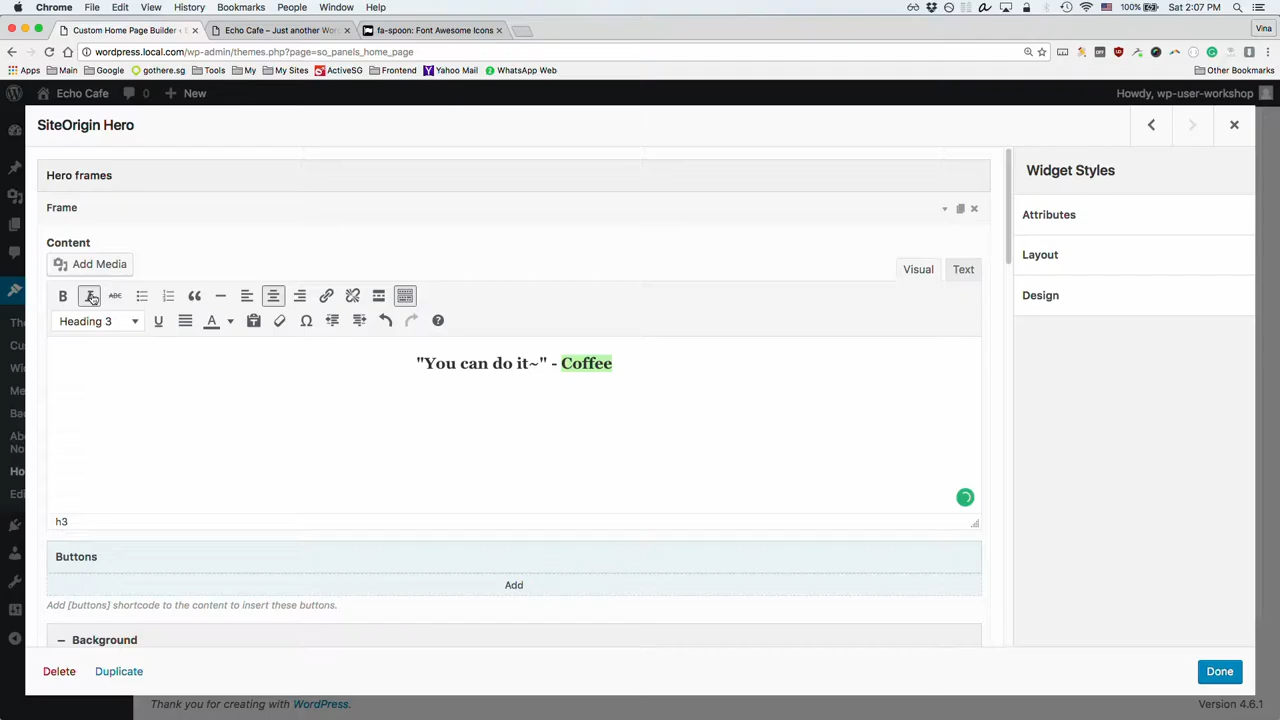 Chrome File Edit View History Bookmarks People Window Help 100% Sat 2:07 PM
Custom Home Page Builder Echo Cafe – Just another Wo fa-spoon: Font Awesome Icons Vina
wordpress.local.com/wp-admin/themes.php?page=so_panels_home_page
Apps Main Google gothere.sg Tools My My Sites ActiveSG Frontend Yahoo Mail WhatsApp Web Other Bookmarks
Echo Cafe 0 New Howdy, wp-user-workshop
SiteOrigin Hero
Hero frames
Widget Styles
Frame
Attributes
Content
Add Media
Visual Text
Layout
B I ABC
Design
Heading 3 U A
"You can do it~" - Coffee
h3
Buttons
Add
Add [buttons] shortcode to the content to insert these buttons.
Background
Delete Duplicate Done
Thank you for creating with WordPress. Version 4.6.1